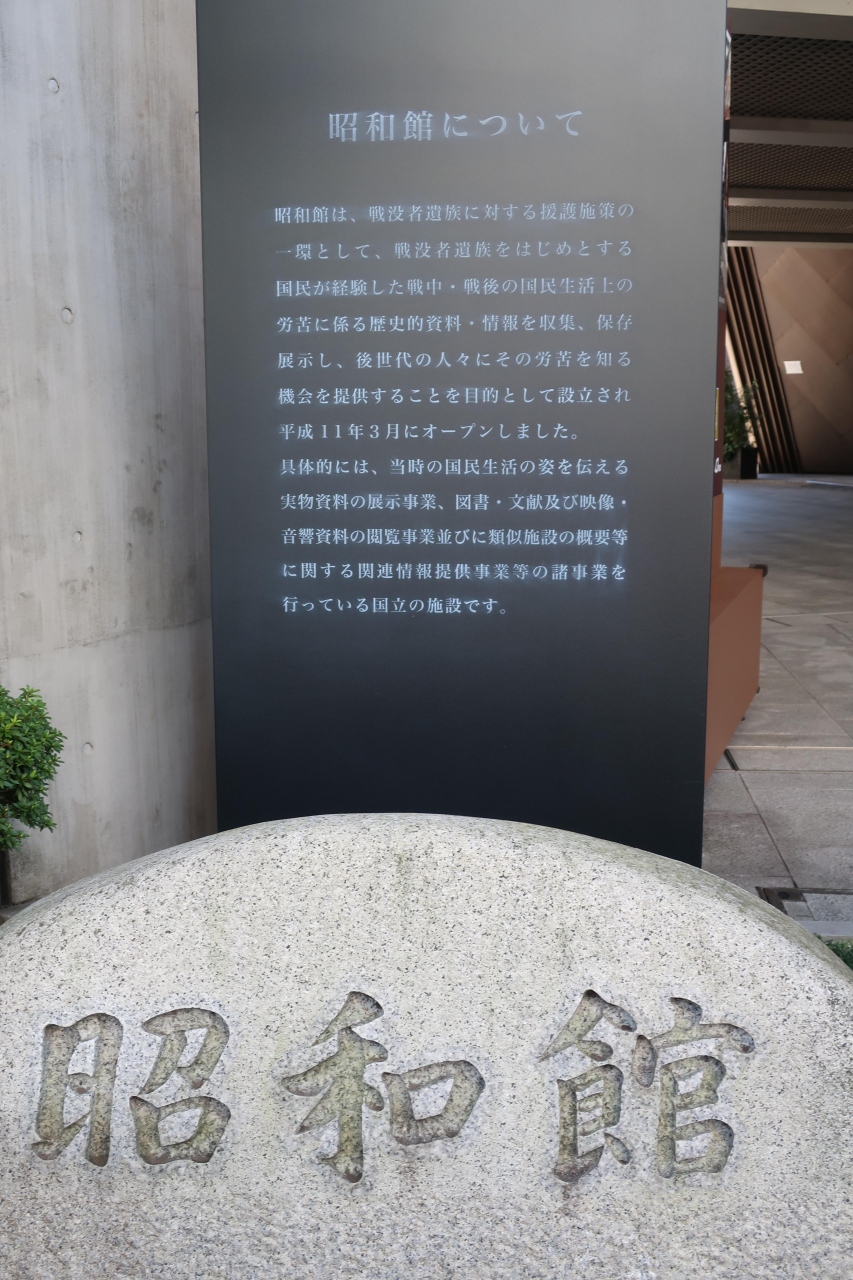 昭和館について
昭和館は、戦没者遺族に対する援護施策の
一環として、戦没者遺族をはじめとする
国民が経験した戦中・戦後の国民生活上の
労苦に係る歴史的資料・情報を収集、保存
展示し、後世代の人々にその労苦を知る
機会を提供することを目的として設立され
平成11年3月にオープンしました。
具体的には、当時の国民生活の姿を伝える
実物資料の展示事業、図書・文献及び映像・
音響資料の閲覧事業並びに類似施設の概要等
に関する関連情報提供事業等の諸事業を
行っている国立の施設です。
昭和館